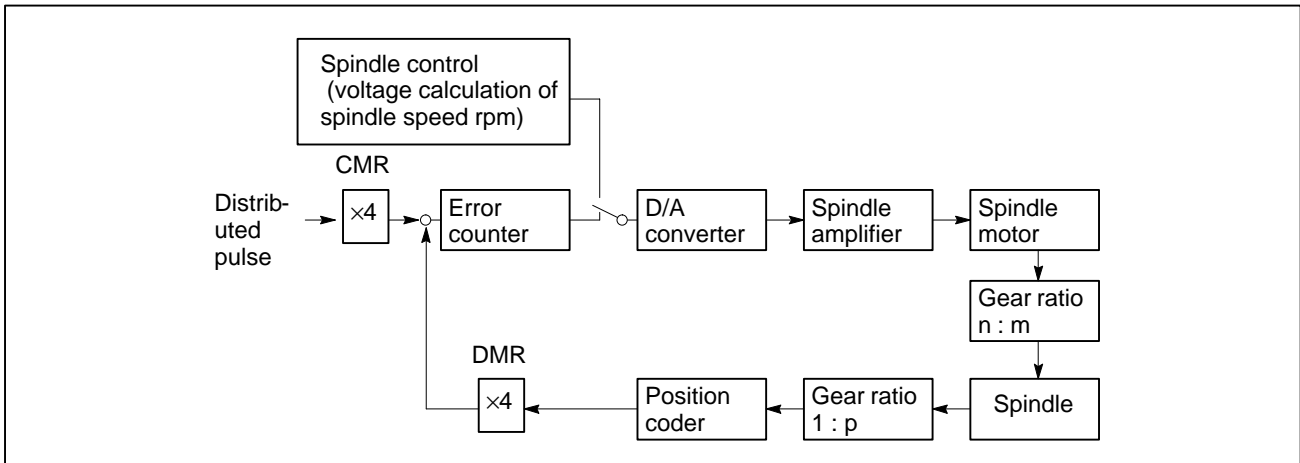 Spindle control
(voltage calculation of
spindle speed rpm)
CMR
Distrib-
uted
pulse
×4
Error
counter
D/A
converter
Spindle
amplifier
Spindle
motor
Gear ratio
n : m
DMR
×4
Position
coder
Gear ratio
1 : p
Spindle